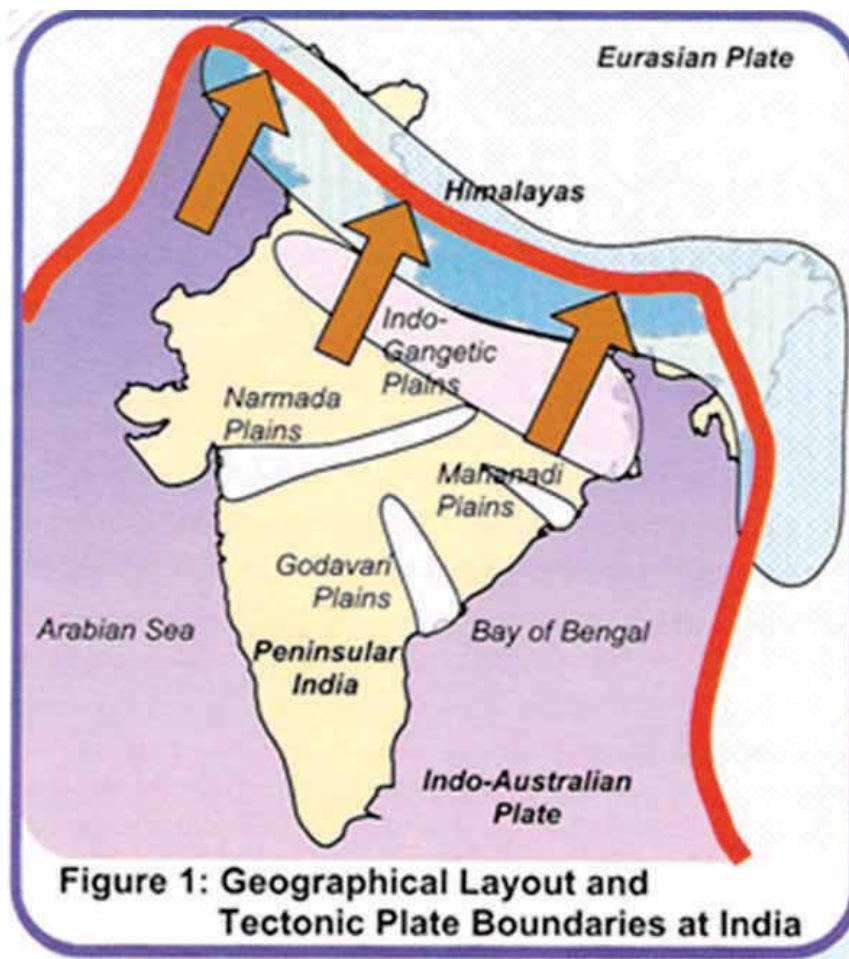 Eurasian Plate
Himalayas
Indo-
Gangetic
Plains
Narmada
Plains
Mahanadi
Plains
Godavari
Plains
Arabian Sea
Bay of Bengal
Peninsular
India
Indo-Australian
Plate
Figure 1: Geographical Layout and
Tectonic Plate Boundaries at India